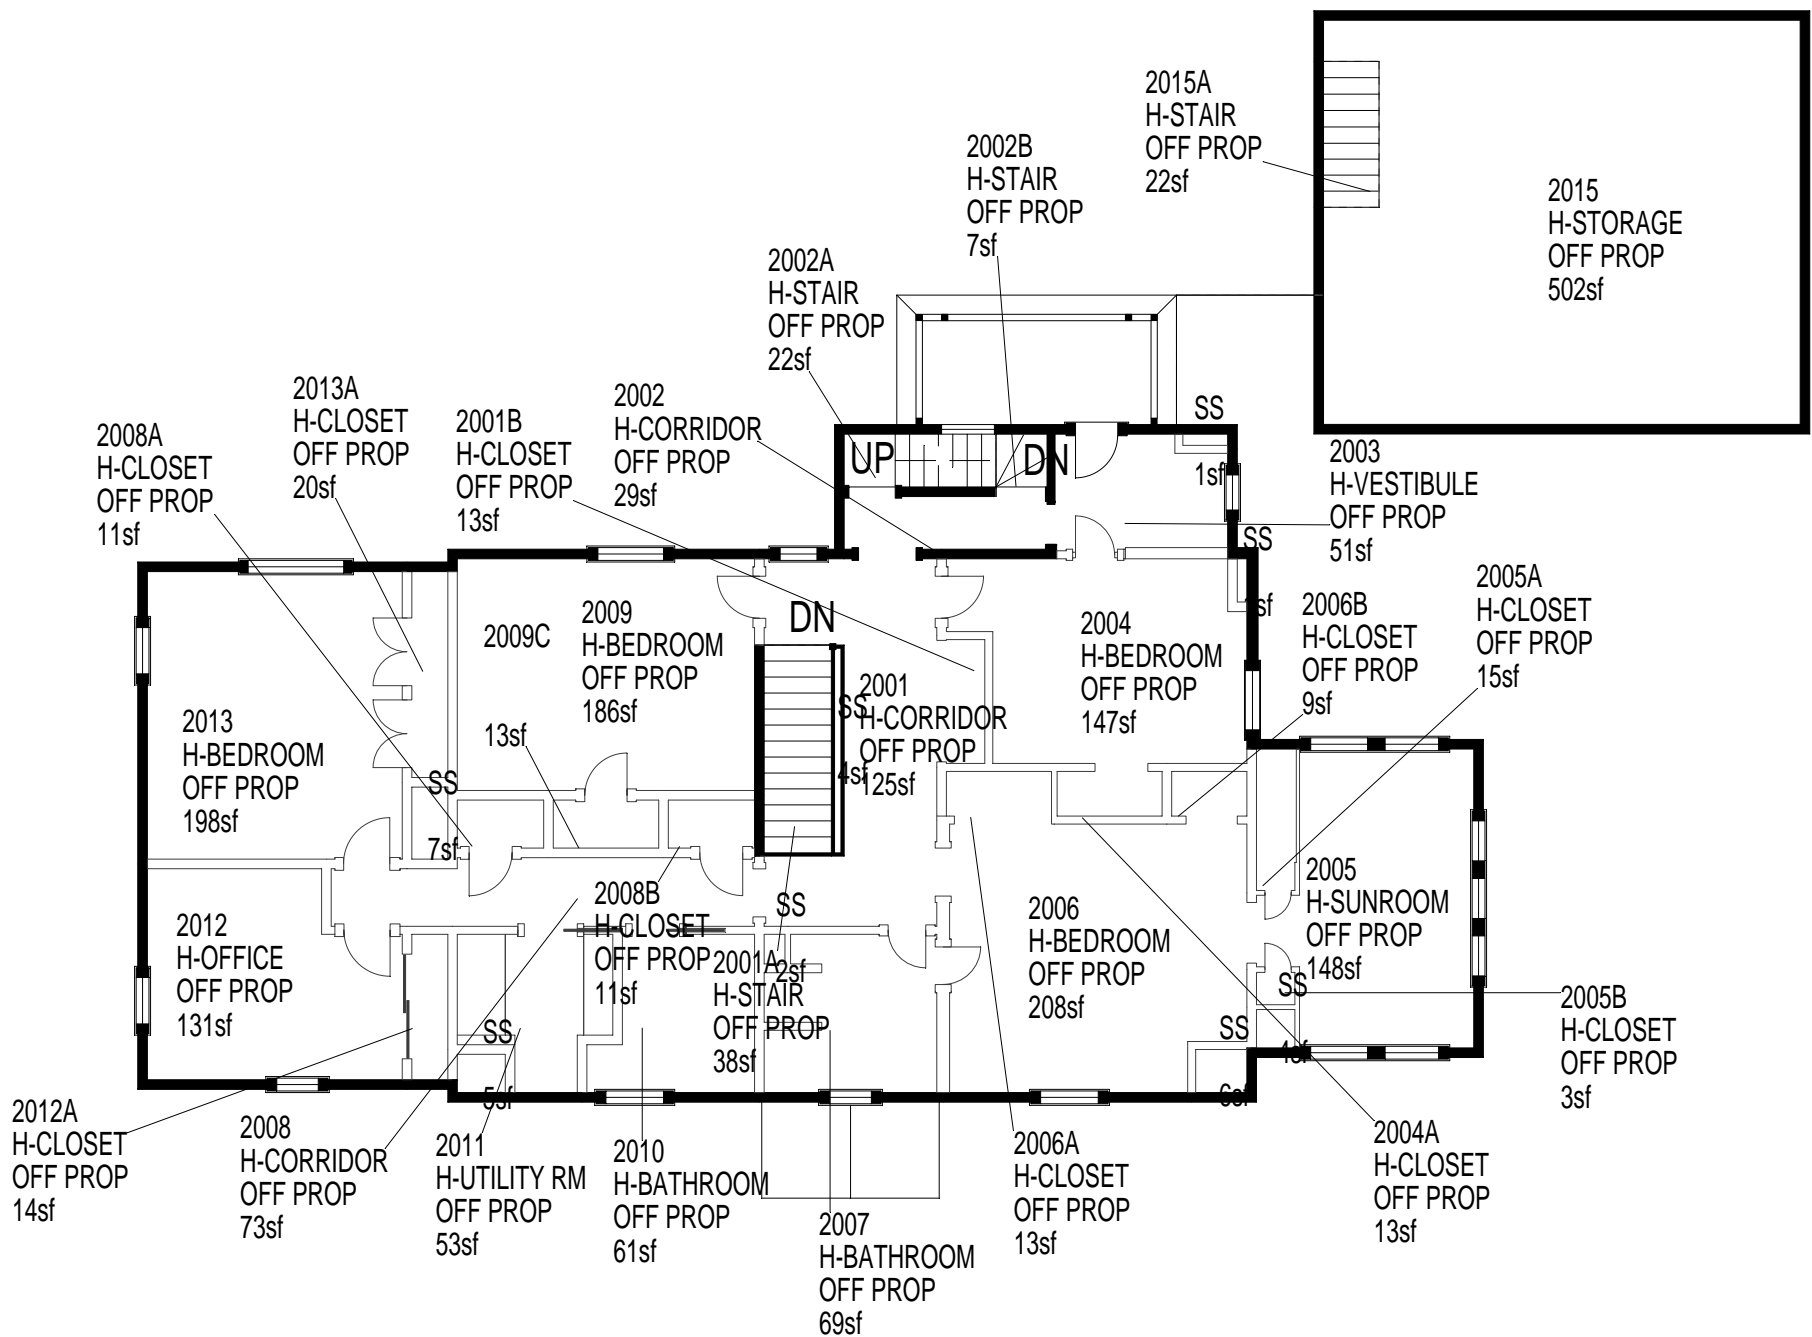 2015A
H-STAIR
OFF PROP
22sf
2002B
H-STAIR
OFF PROP
7sf
2015
H-STORAGE
OFF PROP
502sf
2002A
H-STAIR
OFF PROP
22sf
2013A
H-CLOSET
OFF PROP
20sf
2002
H-CORRIDOR
OFF PROP
29sf
2001B
H-CLOSET
OFF PROP
13sf
2008A
H-CLOSET
OFF PROP
11sf
SS
1sf
UP
DN
2003
H-VESTIBULE
OFF PROP
51sf
SS
1sf
2005A
H-CLOSET
OFF PROP
15sf
2006B
H-CLOSET
OFF PROP
9sf
2009C
13sf
2009
H-BEDROOM
OFF PROP
186sf
DN
2004
H-BEDROOM
OFF PROP
147sf
SS
4sf
2001
H-CORRIDOR
OFF PROP
125sf
2013
H-BEDROOM
OFF PROP
198sf
SS
7sf
2005
H-SUNROOM
OFF PROP
148sf
2008B
H-CLOSET
OFF PROP
11sf
SS
2sf
2001A
H-STAIR
OFF PROP
38sf
2006
H-BEDROOM
OFF PROP
208sf
2012
H-OFFICE
OFF PROP
131sf
SS
4sf
2005B
H-CLOSET
OFF PROP
3sf
SS
5sf
SS
6sf
2012A
H-CLOSET
OFF PROP
14sf
2008
H-CORRIDOR
OFF PROP
73sf
2011
H-UTILITY RM
OFF PROP
53sf
2010
H-BATHROOM
OFF PROP
61sf
2007
H-BATHROOM
OFF PROP
69sf
2006A
H-CLOSET
OFF PROP
13sf
2004A
H-CLOSET
OFF PROP
13sf